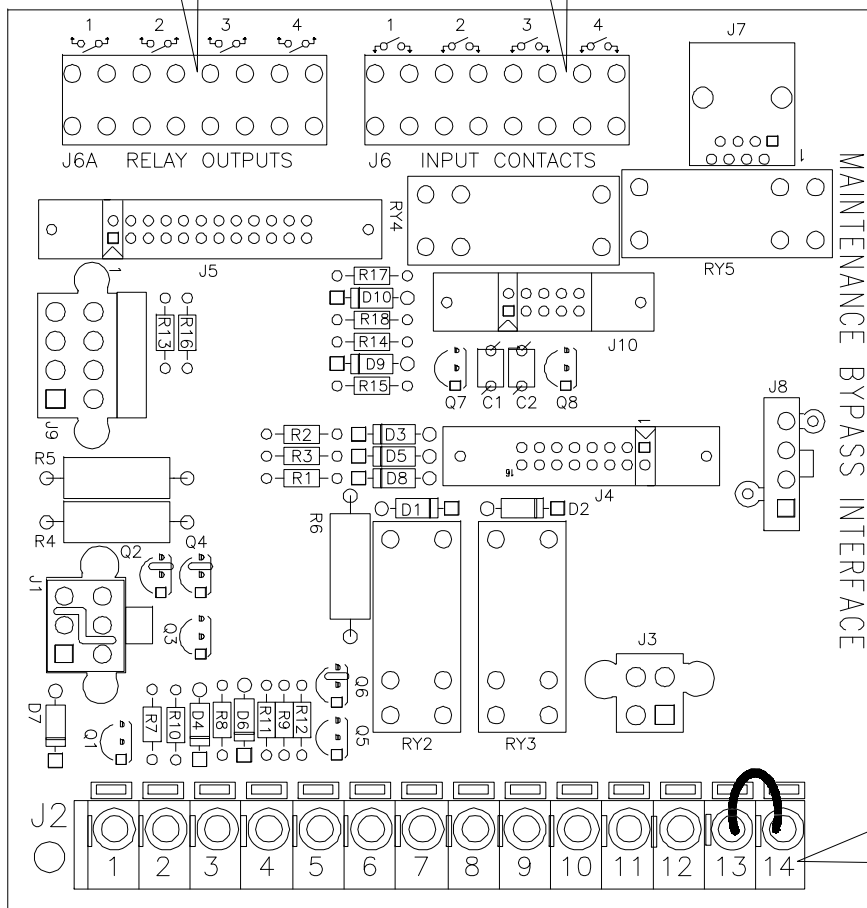 1 2 3 4
1 2 3 4
J7
J6A RELAY OUTPUTS
J6 INPUT CONTACTS
1
MAINTENANCE BYPASS INTERFACE
RY4
RY5
1
J5
R17
D10
R18
R14
D9
R15
R13
R16
J10
Q7
C1
C2
Q8
J9
J8
R2
D3
R3
D5
R1
D8
1
16
J4
R5
R4
R6
D1
D2
Q2
Q4
J1
Q3
J3
D7
Q1
R7
R10
D4
R8
D6
R11
R9
R12
Q6
Q5
RY2
RY3
J2
1 2 3 4 5 6 7 8 9 10 11 12 13 14